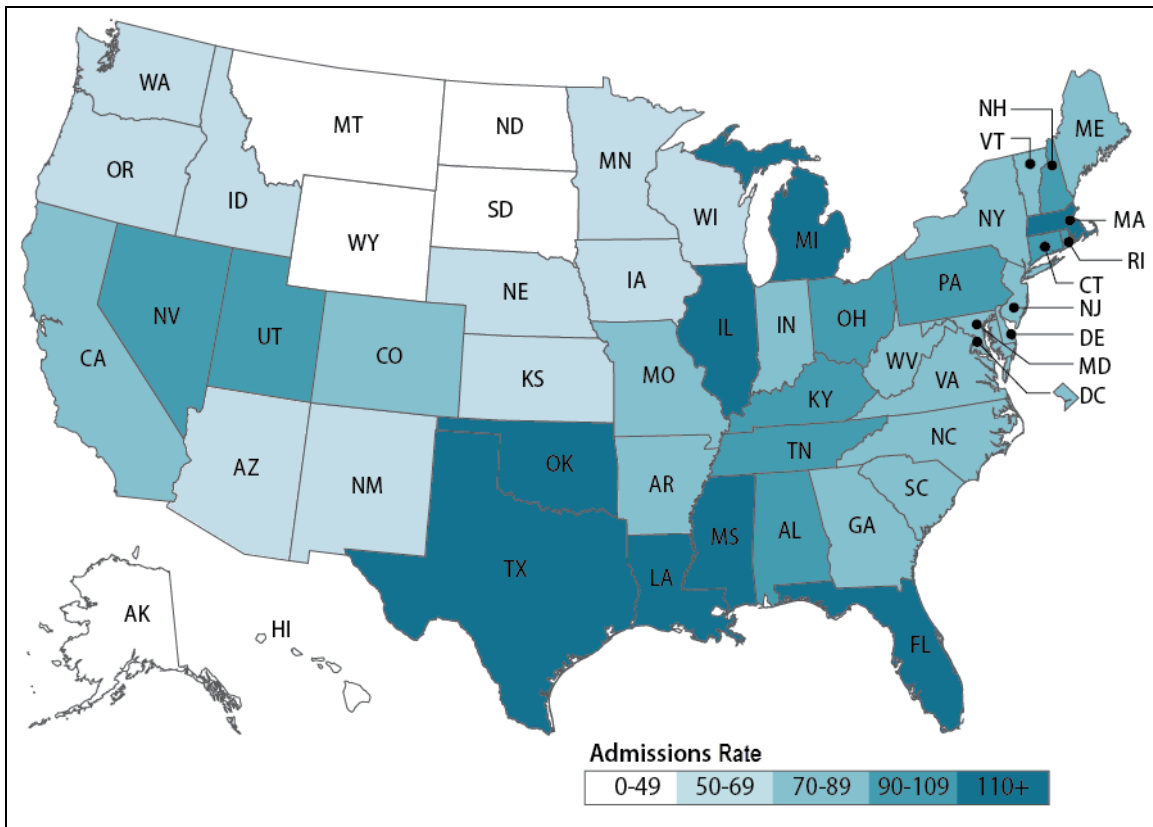 WA
MT
ND
MN
NH
VT
ME
OR
ID
SD
WI
NY
MA
WY
MI
RI
IA
CT
NE
PA
NJ
NV
UT
IL
IN
OH
DE
CA
CO
MO
WV
MD
KS
VA
DC
KY
NC
TN
AZ
OK
AR
SC
NM
MS
AL
GA
TX
LA
AK
HI
FL
Admissions Rate
0-49 50-69 70-89 90-109 110+